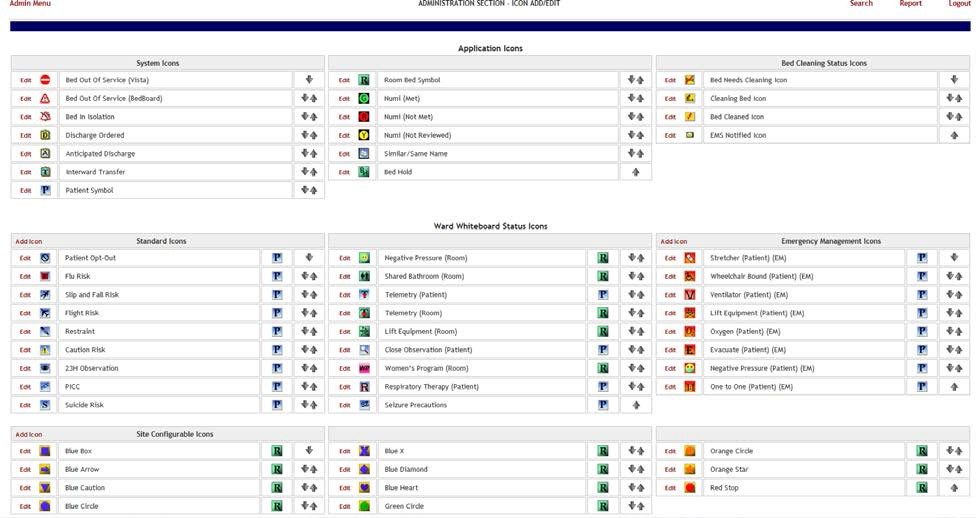 Admin Menu ADMINISTRATION SECTION - ICON ADD/EDIT Search Report Logout
Application Icons
System Icons Bed Cleaning Status Icons
Edit Bed Out Of Service (Vista) Edit R Room Bed Symbol Edit Bed Needs Cleaning Icon
Edit Bed Out Of Service (BedBoard) Edit Numi (Met) Edit Cleaning Bed Icon
Edit Bed In Isolation Edit Numi (Not Met) Edit Bed Cleaned Icon
Edit D Discharge Ordered Edit Y Numi (Not Reviewed) Edit EMS Notified Icon
Edit A Anticipated Discharge Edit Similar/Same Name
Edit Interward Transfer Edit Bed Hold
Edit P Patient Symbol
Ward Whiteboard Status Icons
Add Icon Standard Icons Add Icon Emergency Management Icons
Edit Patient Opt-Out P Edit Negative Pressure (Room) R Edit Stretcher (Patient) (EM) P
Edit Flu Risk P Edit Shared Bathroom (Room) R Edit Wheelchair Bound (Patient) (EM) P
Edit Slip and Fall Risk P Edit T Telemetry (Patient) P Edit V Ventilator (Patient) (EM) P
Edit Flight Risk P Edit T Telemetry (Room) R Edit Lift Equipment (Patient) (EM) P
Edit Restraint P Edit Lift Equipment (Room) R Edit Oxygen (Patient) (EM) P
Edit Caution Risk P Edit Close Observation (Patient) P Edit E Evacuate (Patient) (EM) P
Edit 23H Observation P Edit WP Women's Program (Room) R Edit Negative Pressure (Patient) (EM) P
Edit PICC P Edit R Respiratory Therapy (Patient) P Edit One to One (Patient) (EM) P
Edit S Suicide Risk P Edit Seizure Precautions P
Add Icon Site Configurable Icons
Edit Blue Box R Edit Blue X R Edit Orange Circle R
Edit Blue Arrow R Edit Blue Diamond R Edit Orange Star R
Edit Blue Caution R Edit Blue Heart R Edit Red Stop R
Edit Blue Circle R Edit Green Circle R